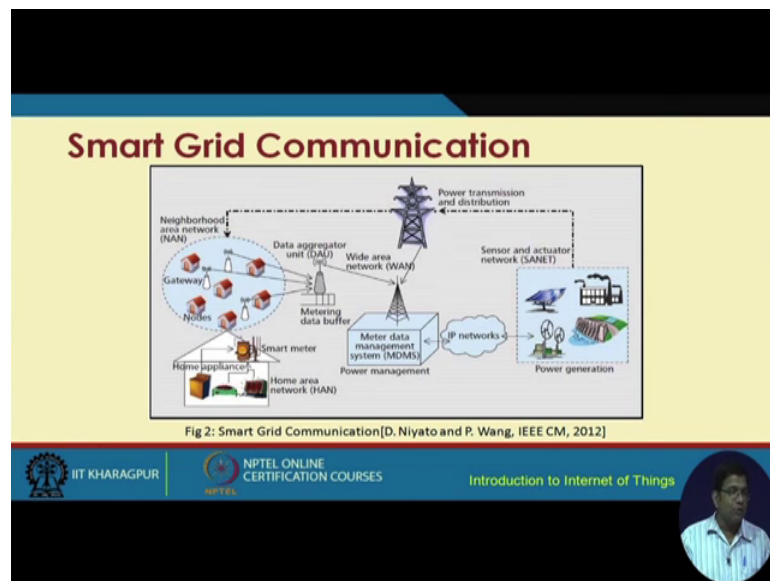 Smart Grid Communication
Power transmission
and distribution
Neighborhood
area network
(NAN)
Data aggregator
unit (DAU)
Wide area
network (WAN)
Sensor and actuator
network (SANET)
Gateway
Nodes
Metering
data buffer
Meter data
management
system (MDMS)
IP networks
Smart meter
Home appliance
Power management
Power generation
Home area
network (HAN)
Fig 2: Smart Grid Communication[D. Niyato and P. Wang, IEEE CM, 2012]
IIT KHARAGPUR
NPTEL
NPTEL ONLINE
CERTIFICATION COURSES
Introduction to Internet of Things